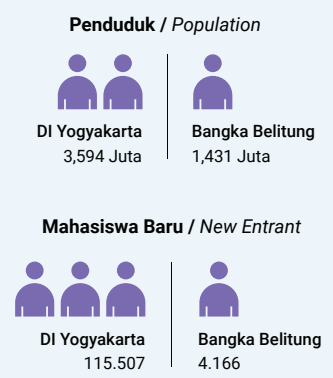 Penduduk / Population
DI Yogyakarta
3,594 Juta
Bangka Belitung
1,431 Juta
Mahasiswa Baru / New Entrant
DI Yogyakarta
115.507
Bangka Belitung
4.166